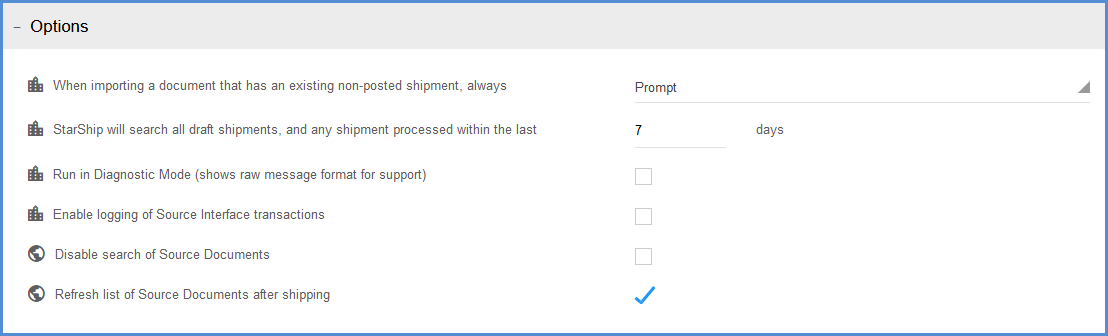 Options
When importing a document that has an existing non-posted shipment, always Prompt
StarShip will search all draft shipments, and any shipment processed within the last 7 days
Run in Diagnostic Mode (shows raw message format for support)
Enable logging of Source Interface transactions
Disable search of Source Documents
Refresh list of Source Documents after shipping